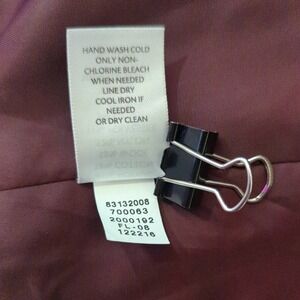 HAND WASH COLD
ONLY NON-
CHLORINE BLEACH
WHEN NEEDED
LINE DRY
COOL IRON IF
NEEDED
OR DRY CLEAN
83132008
700063
2000192
FL-08
122216